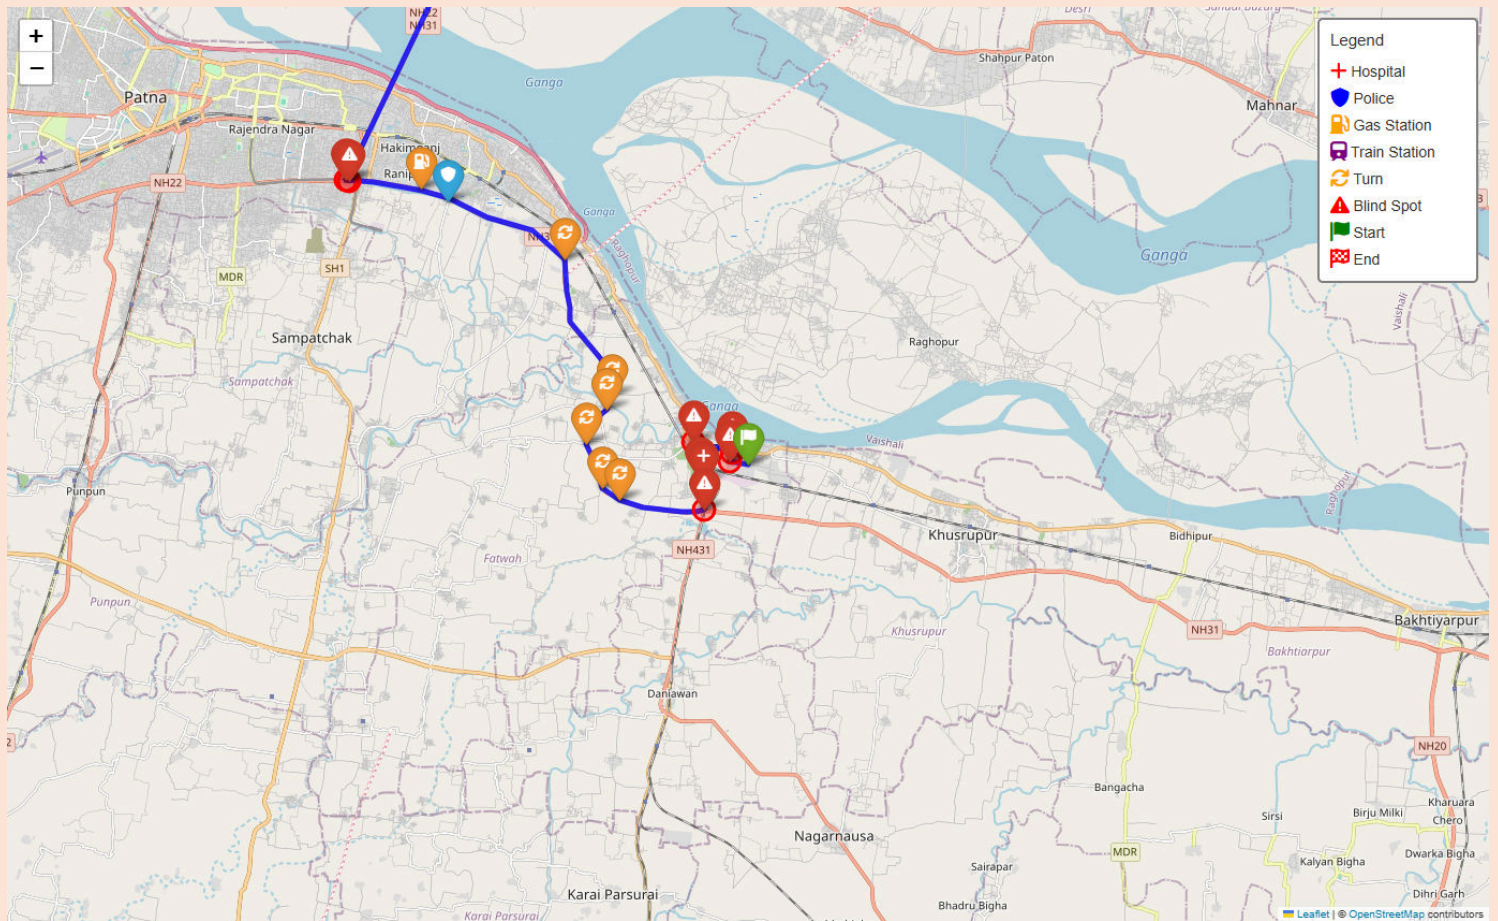 +
−
NH22
NH31
Ganga
Patna
Rajendra Nagar
Hakimganj
NH22
Ganga
Raghopur
SH1
MDR
Sampatchak
Sampatchak
Punpun
Punpun
Fatwah
NH431
Daniawan
Karai Parsurai
Karai Parsurai
Shahpur Paton
Mahnar
Ganga
Vaishali
Raghopur
Ganga
Vaishali
Raghopur
Khusrupur
Bidhipur
Khusrupur
NH31
Bakhtiyarpur
Bakhtiarpur
NH20
Bangacha
Nagarnausa
MDR
Sirsi
Birju Milki
Kharuara
Chero
Kalyan Bigha
Dwarka Bigha
Sairapar
Bhadru Bigha
Dihri Garh
Legend
Hospital
Police
Gas Station
Train Station
Turn
Blind Spot
Start
End
Leaflet | © OpenStreetMap contributors